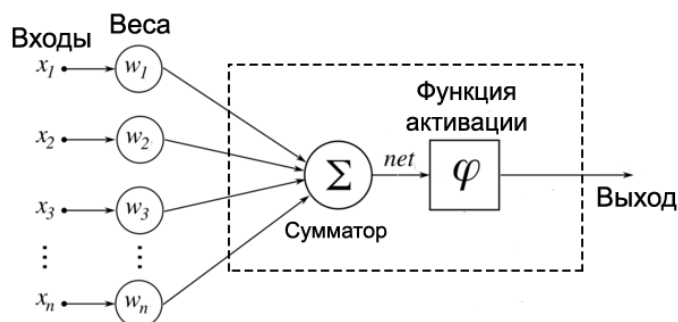 Входы
Веса
x1
w1
x2
w2
x3
w3
xn
wn
Σ
Сумматор
net
Функция
активации
φ
Выход